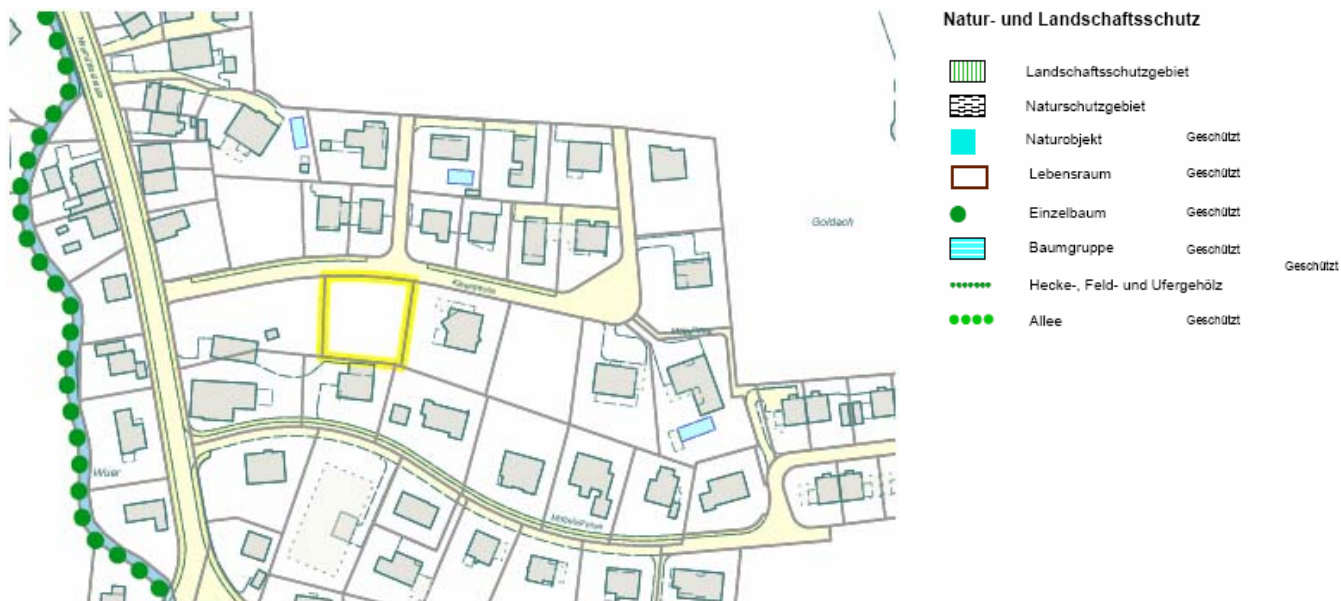 Natur- und Landschaftsschutz
Landschaftsschutzgebiet
Naturschutzgebiet
Naturobjekt Geschützt
Lebensraum Geschützt
Einzelbaum Geschützt
Baumgruppe Geschützt
Geschützt
Hecke-, Feld- und Ufergehölz
Allee Geschützt
Goldach
Wuer